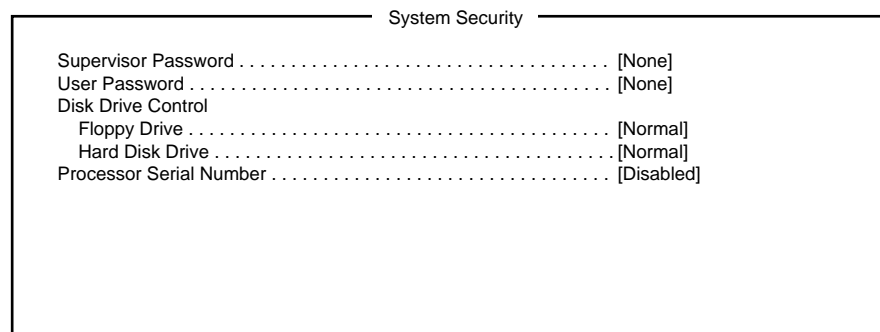 System Security
Supervisor Password . . . . . . . . . . . . . . . . . . . . . . . . . . . . . . . . . . . . [None]
User Password . . . . . . . . . . . . . . . . . . . . . . . . . . . . . . . . . . . . . . . . . [None]
Disk Drive Control
Floppy Drive . . . . . . . . . . . . . . . . . . . . . . . . . . . . . . . . . . . . . . . . . [Normal]
Hard Disk Drive . . . . . . . . . . . . . . . . . . . . . . . . . . . . . . . . . . . . . . . [Normal]
Processor Serial Number . . . . . . . . . . . . . . . . . . . . . . . . . . . . . . . . . [Disabled]